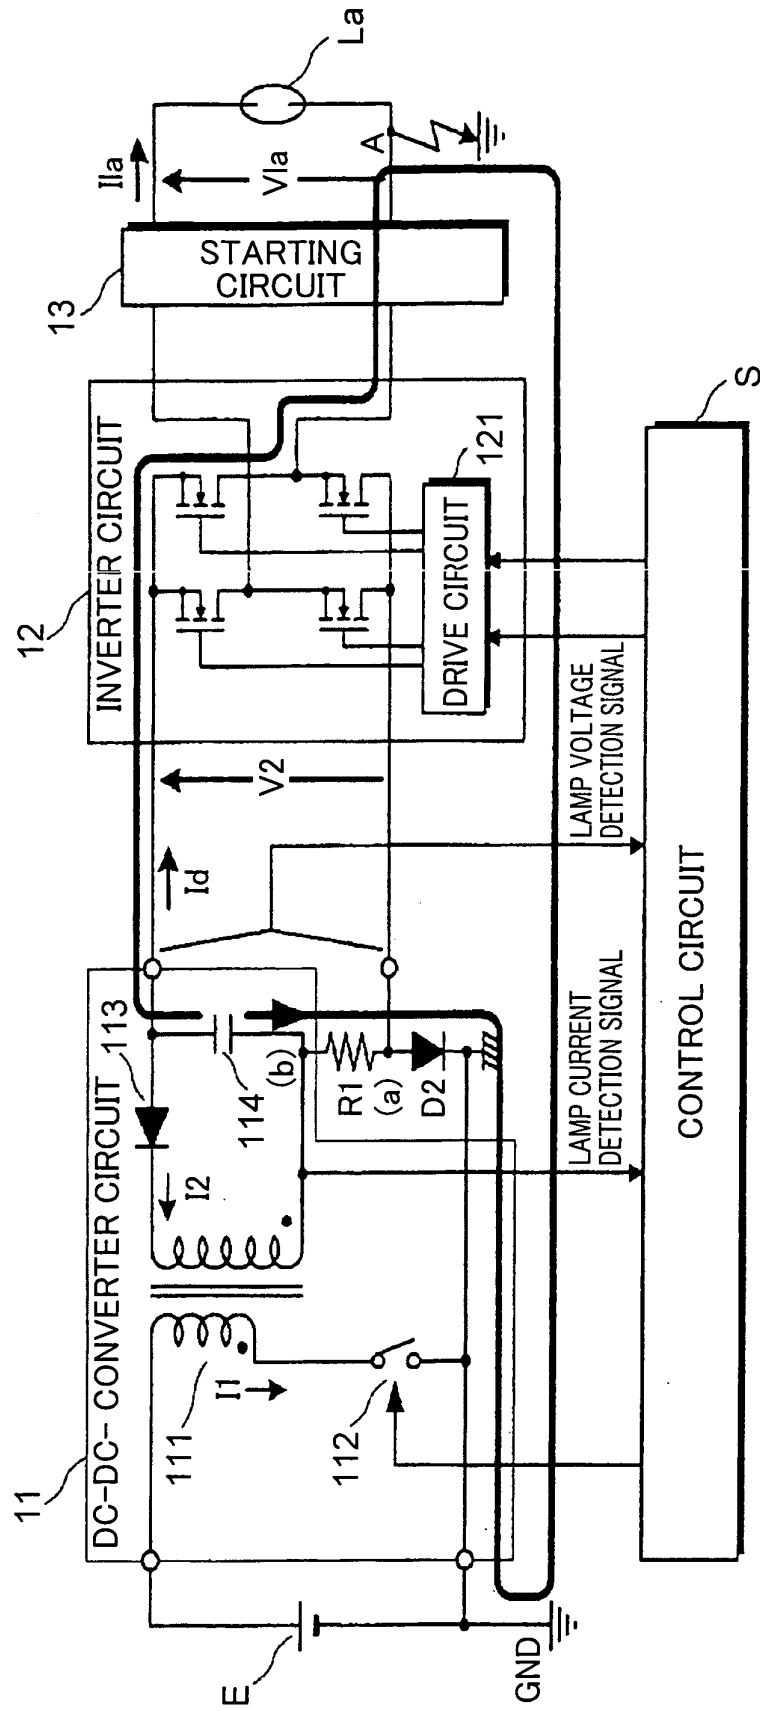 11
DC-DC- CONVERTER CIRCUIT
E
GND
111
I1
112
I2
113
114
(b)
R1
(a)
D2
Id
V2
12
INVERTER CIRCUIT
DRIVE CIRCUIT
121
13
STARTING
CIRCUIT
Ila
Vla
A
La
LAMP CURRENT
DETECTION SIGNAL
LAMP VOLTAGE
DETECTION SIGNAL
CONTROL CIRCUIT
S